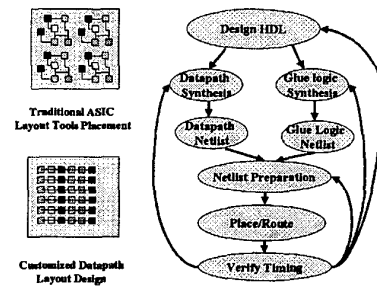 Traditional ASIC
Layout Tools Placement
Customized Datapath
Layout Design
Design HDL
Datapath
Synthesis
Glue logic
Synthesis
Datapath
Netlist
Glue Logic
Netlist
Netlist Preparation
Place/Route
Verify Timing